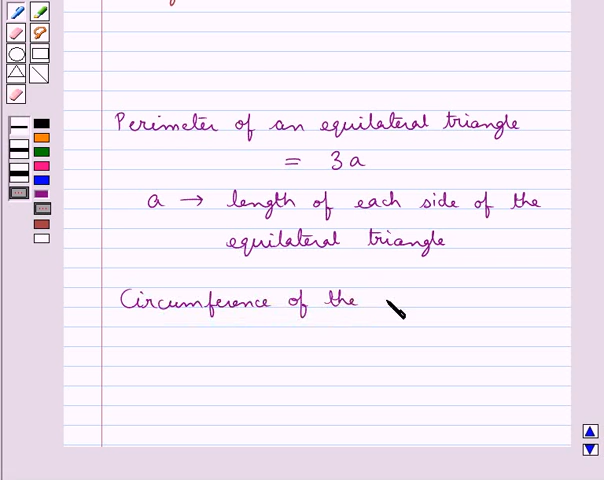 Perimeter of an equilateral triangle
= 3a
a → length of each side of the
equilateral triangle
Circumference of the